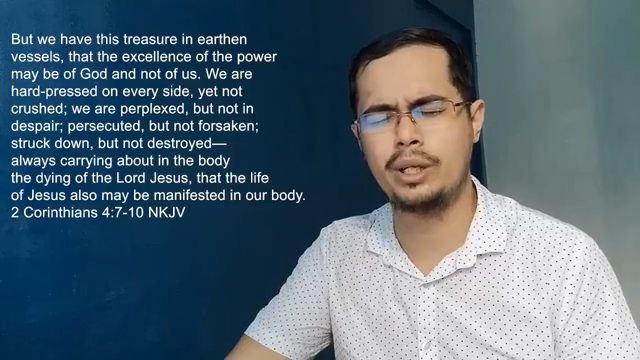 But we have this treasure in earthen
vessels, that the excellence of the power
may be of God and not of us. We are
hard-pressed on every side, yet not
crushed; we are perplexed, but not in
despair; persecuted, but not forsaken;
struck down, but not destroyed—
always carrying about in the body
the dying of the Lord Jesus, that the life
of Jesus also may be manifested in our body.
2 Corinthians 4:7-10 NKJV